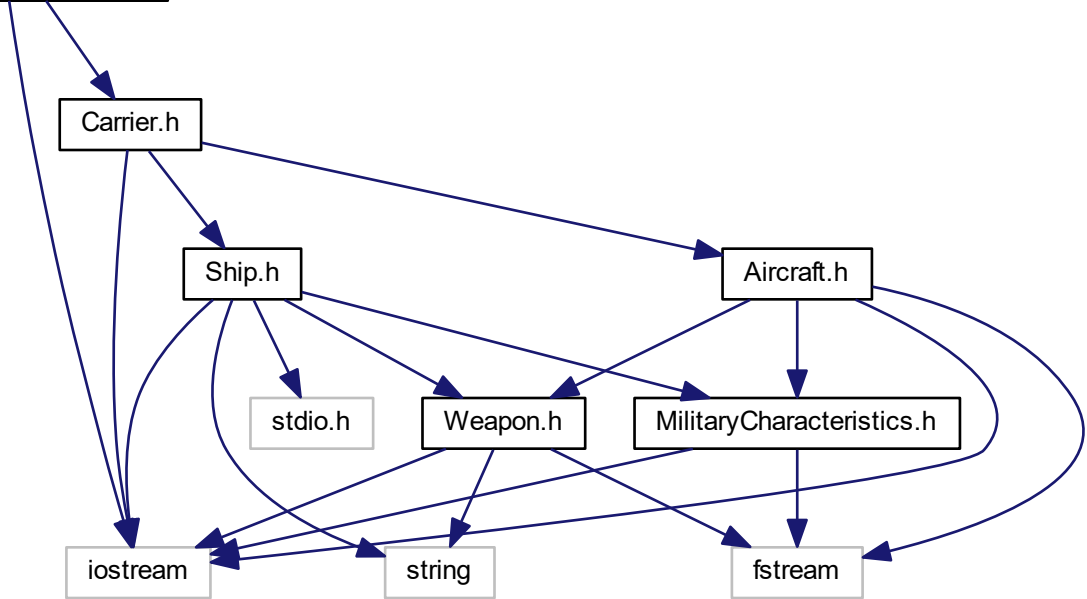 Carrier.h
Ship.h
Aircraft.h
stdio.h
Weapon.h
MilitaryCharacteristics.h
iostream
string
fstream